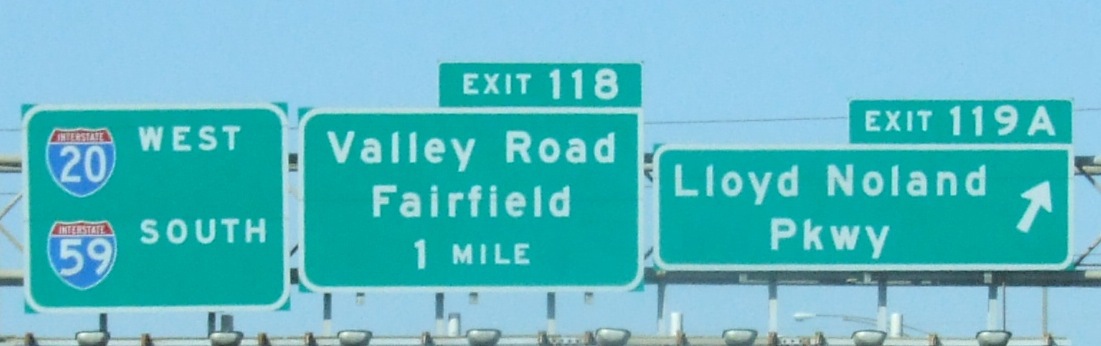 INTERSTATE
20 WEST
INTERSTATE
59 SOUTH
EXIT 118
Valley Road
Fairfield
1 MILE
EXIT 119A
Lloyd Noland
Pkwy